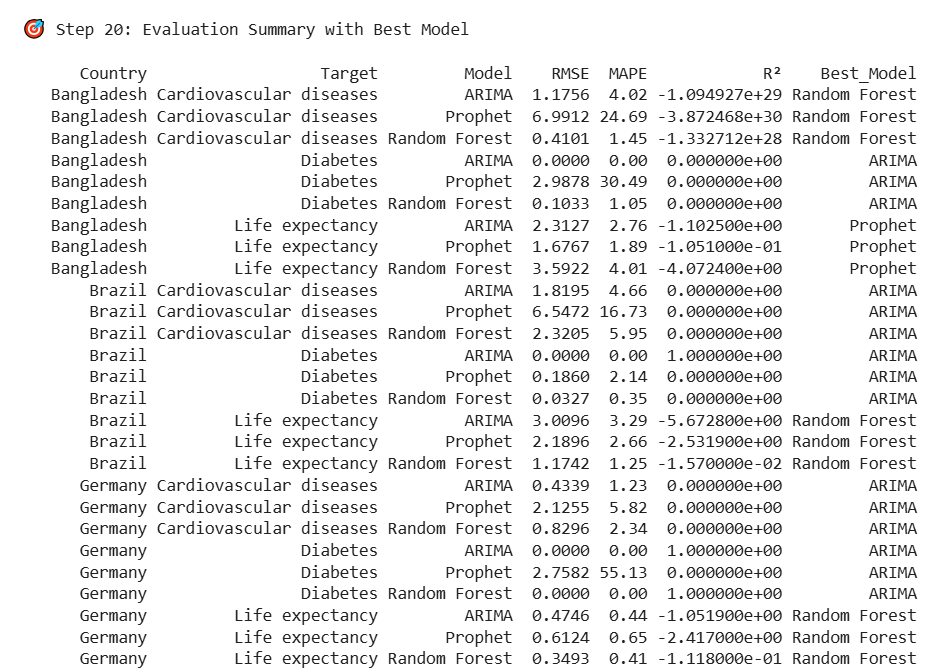 🎯 Step 20: Evaluation Summary with Best Model
Country Target Model RMSE MAPE R² Best_Model
Bangladesh Cardiovascular diseases ARIMA 1.1756 4.02 -1.094927e+29 Random Forest
Bangladesh Cardiovascular diseases Prophet 6.9912 24.69 -3.872468e+30 Random Forest
Bangladesh Cardiovascular diseases Random Forest 0.4101 1.45 -1.332712e+28 Random Forest
Bangladesh Diabetes ARIMA 0.0000 0.00 0.000000e+00 ARIMA
Bangladesh Diabetes Prophet 2.9878 30.49 0.000000e+00 ARIMA
Bangladesh Diabetes Random Forest 0.1033 1.05 0.000000e+00 ARIMA
Bangladesh Life expectancy ARIMA 2.3127 2.76 -1.102500e+00 Prophet
Bangladesh Life expectancy Prophet 1.6767 1.89 -1.051000e-01 Prophet
Bangladesh Life expectancy Random Forest 3.5922 4.01 -4.072400e+00 Prophet
Brazil Cardiovascular diseases ARIMA 1.8195 4.66 0.000000e+00 ARIMA
Brazil Cardiovascular diseases Prophet 6.5472 16.73 0.000000e+00 ARIMA
Brazil Cardiovascular diseases Random Forest 2.3205 5.95 0.000000e+00 ARIMA
Brazil Diabetes ARIMA 0.0000 0.00 1.000000e+00 ARIMA
Brazil Diabetes Prophet 0.1860 2.14 0.000000e+00 ARIMA
Brazil Diabetes Random Forest 0.0327 0.35 0.000000e+00 ARIMA
Brazil Life expectancy ARIMA 3.0096 3.29 -5.672800e+00 Random Forest
Brazil Life expectancy Prophet 2.1896 2.66 -2.531900e+00 Random Forest
Brazil Life expectancy Random Forest 1.1742 1.25 -1.570000e-02 Random Forest
Germany Cardiovascular diseases ARIMA 0.4339 1.23 0.000000e+00 ARIMA
Germany Cardiovascular diseases Prophet 2.1255 5.82 0.000000e+00 ARIMA
Germany Cardiovascular diseases Random Forest 0.8296 2.34 0.000000e+00 ARIMA
Germany Diabetes ARIMA 0.0000 0.00 1.000000e+00 ARIMA
Germany Diabetes Prophet 2.7582 55.13 0.000000e+00 ARIMA
Germany Diabetes Random Forest 0.0000 0.00 1.000000e+00 ARIMA
Germany Life expectancy ARIMA 0.4746 0.44 -1.051900e+00 Random Forest
Germany Life expectancy Prophet 0.6124 0.65 -2.417000e+00 Random Forest
Germany Life expectancy Random Forest 0.3493 0.41 -1.118000e-01 Random Forest